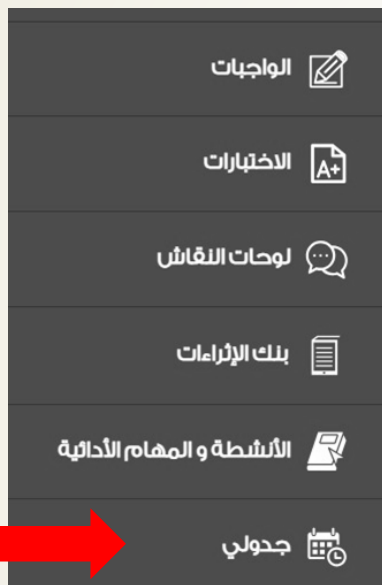 الواجبات
A+ الاختبارات
لوحات النقاش
بنك الإثراءات
الأنشطة و المهام الأدائية
جدولي